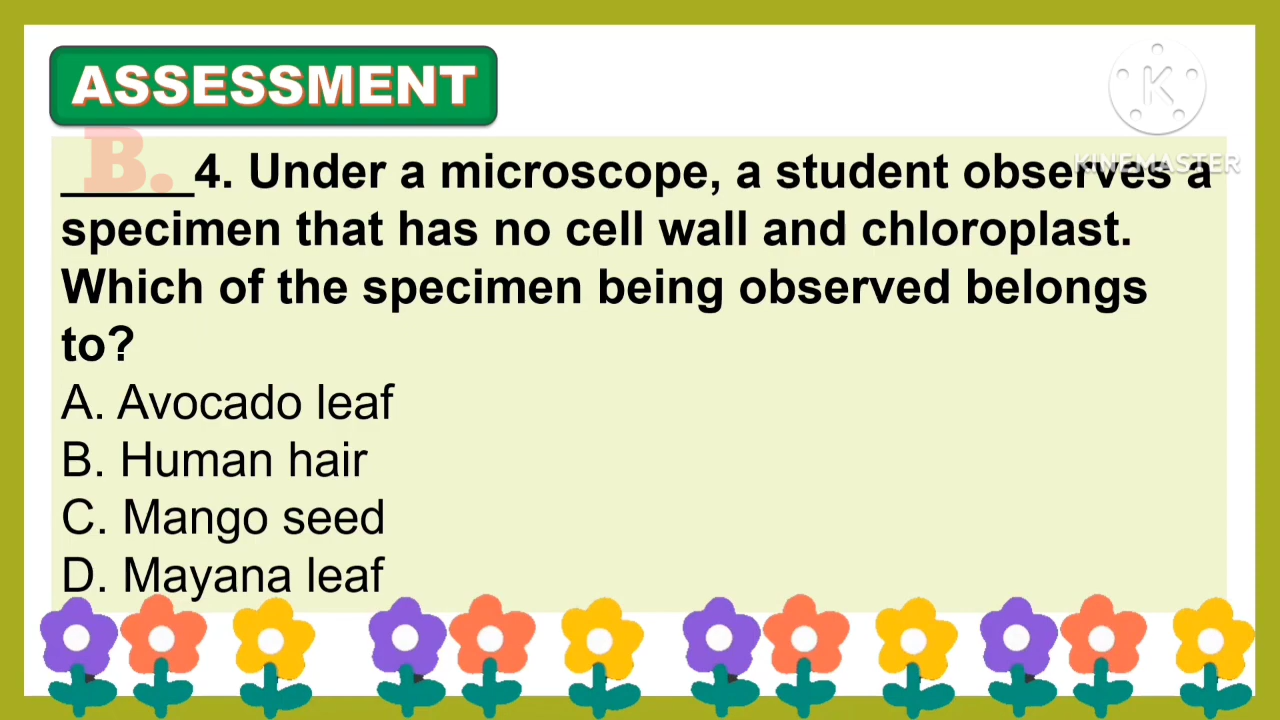 ASSESSMENT
K
KINEMASTER
B.
_____4. Under a microscope, a student observes a
specimen that has no cell wall and chloroplast.
Which of the specimen being observed belongs
to?
A. Avocado leaf
B. Human hair
C. Mango seed
D. Mayana leaf